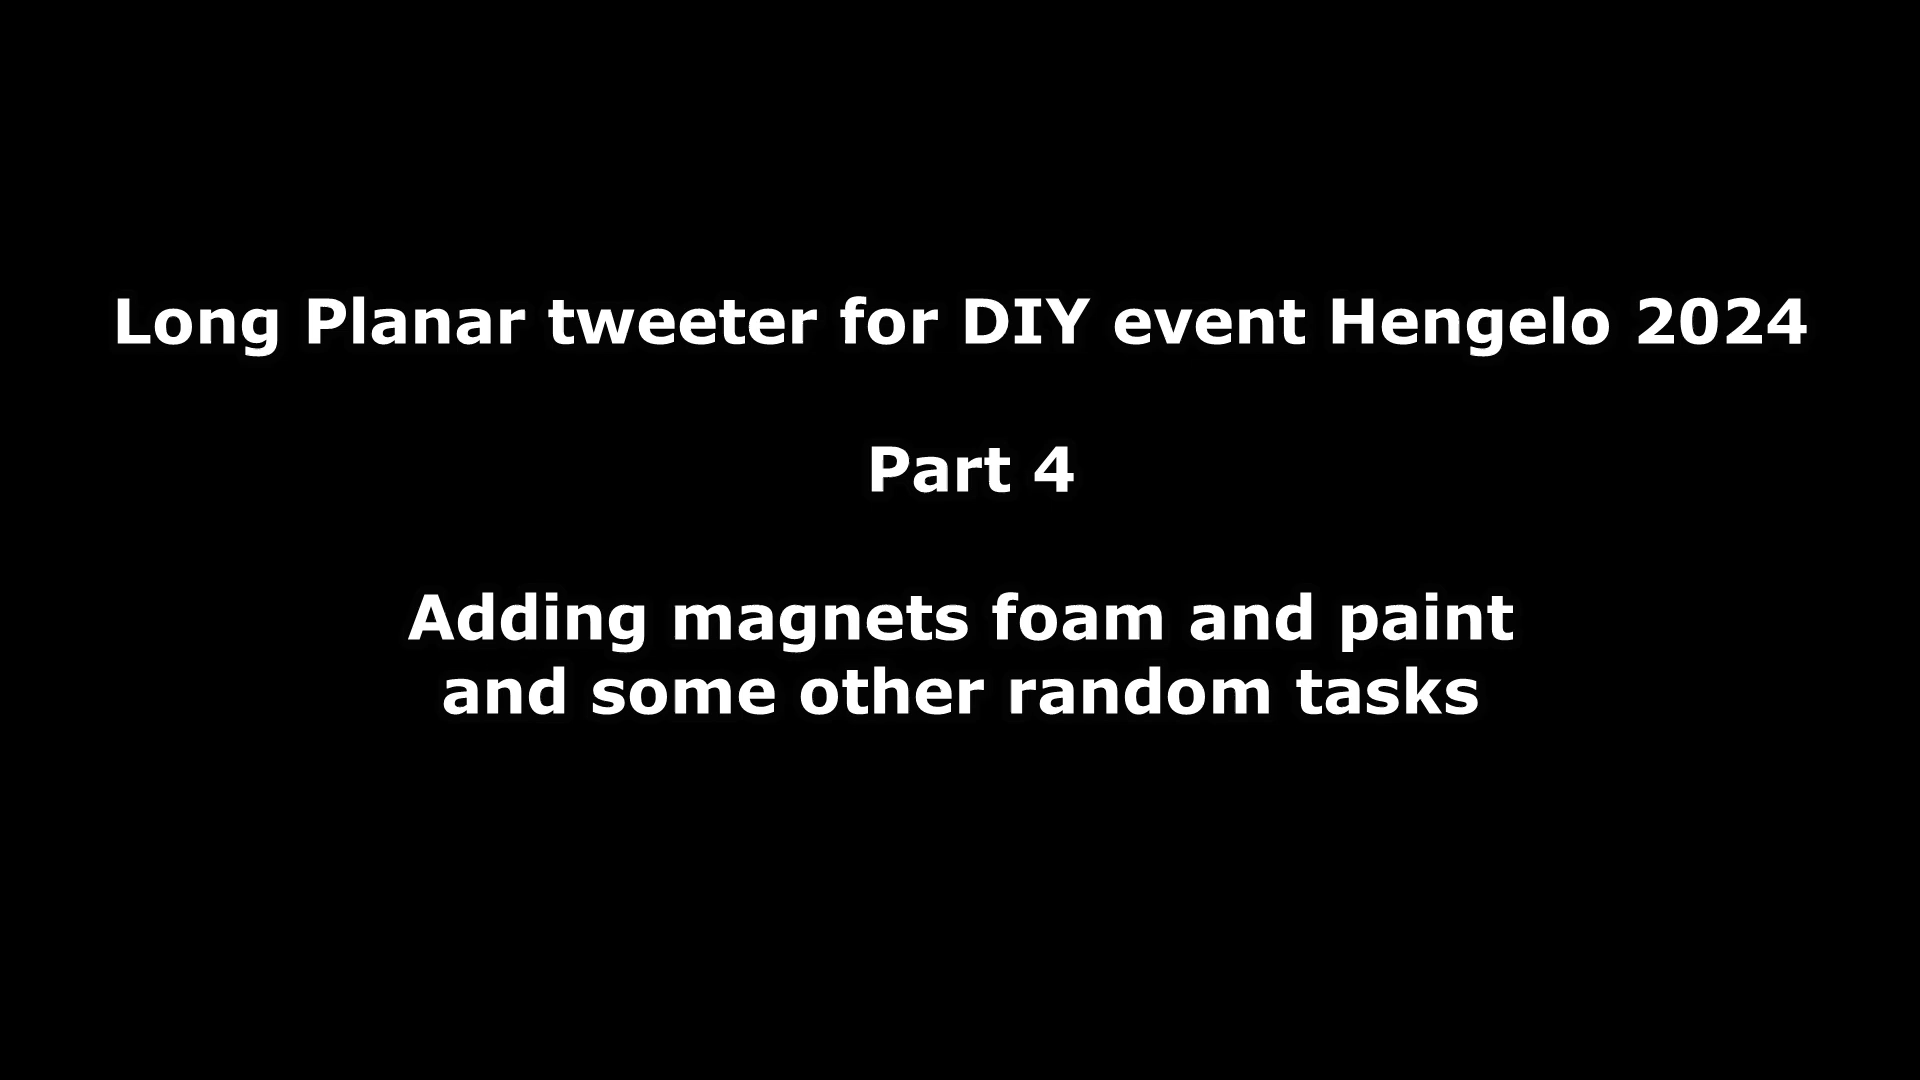 Long Planar tweeter for DIY event Hengelo 2024
Part 4
Adding magnets foam and paint
and some other random tasks